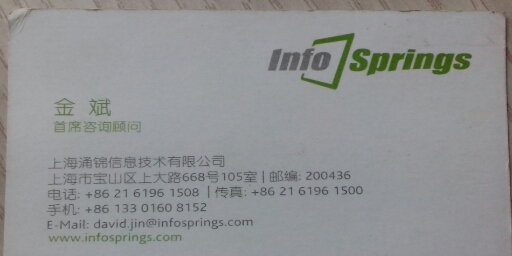 Info Springs
金 斌
首席咨询顾问
上海涌锦信息技术有限公司
上海市宝山区上大路668号105室 | 邮编: 200436
电话: +86 21 6196 1508 | 传真: +86 21 6196 1500
手机: +86 133 0160 8152
E-Mail: david.jin@infosprings.com
www.infosprings.com